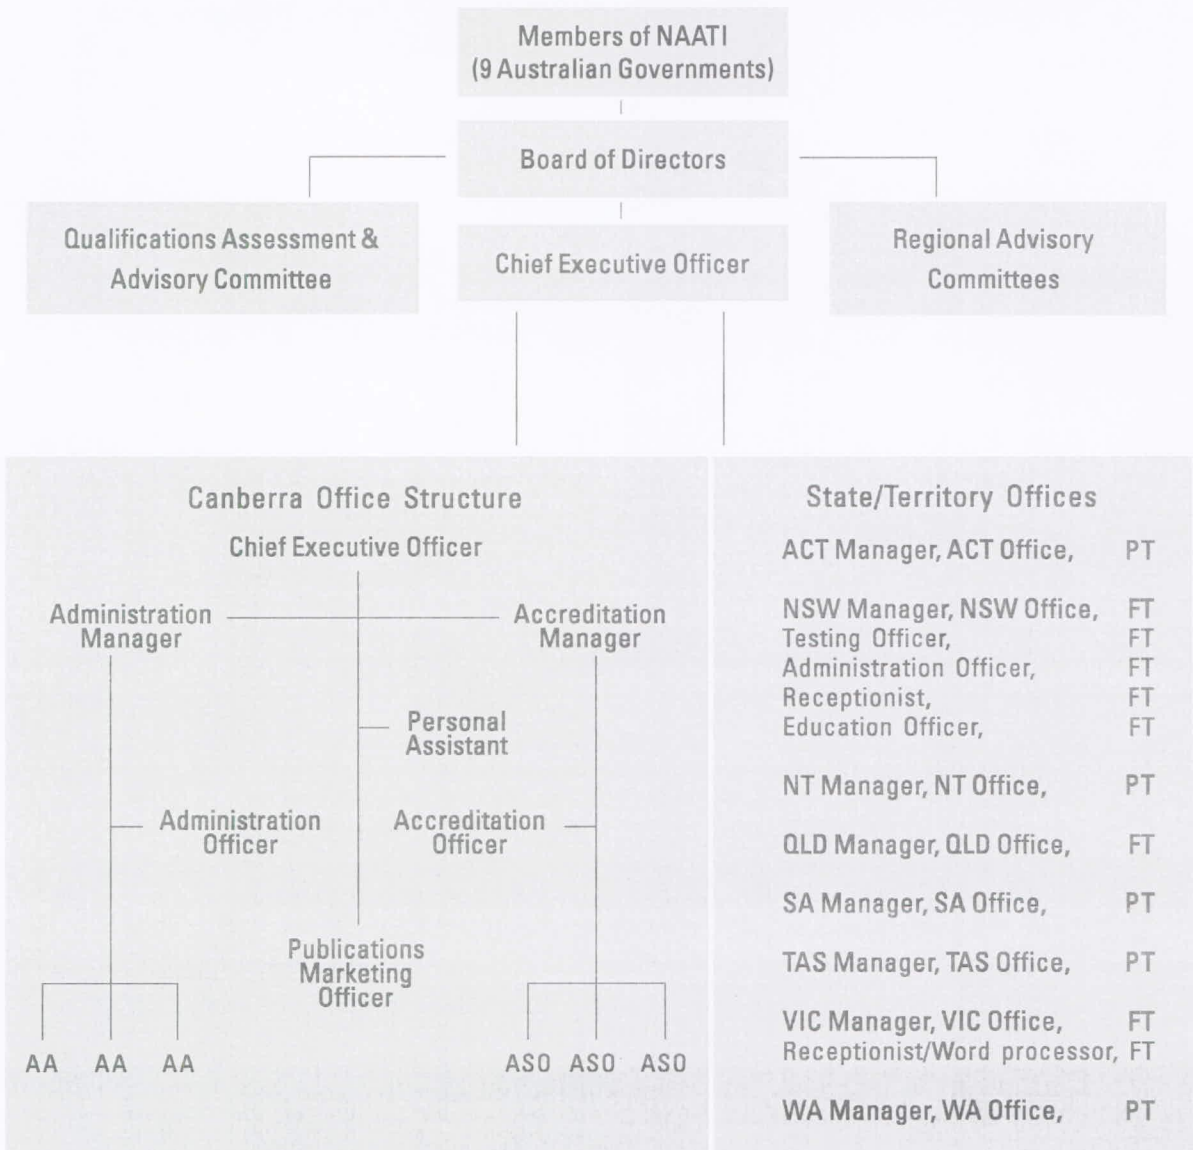 Members of NAATI
(9 Australian Governments)
Board of Directors
Qualifications Assessment &
Advisory Committee
Chief Executive Officer
Regional Advisory
Committees
Canberra Office Structure
Chief Executive Officer
Administration
Manager
Accreditation
Manager
Personal
Assistant
Administration
Officer
Accreditation
Officer
Publications
Marketing
Officer
AA AA AA
ASO ASO ASO
State/Territory Offices
ACT Manager, ACT Office, PT
NSW Manager, NSW Office, FT
Testing Officer, FT
Administration Officer, FT
Receptionist, FT
Education Officer, FT
NT Manager, NT Office, PT
QLD Manager, QLD Office, FT
SA Manager, SA Office, PT
TAS Manager, TAS Office, PT
VIC Manager, VIC Office, FT
Receptionist/Word processor, FT
WA Manager, WA Office, PT